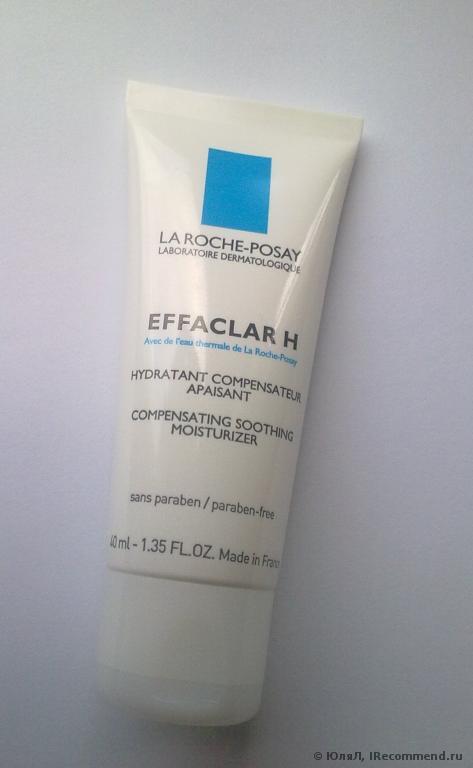 LA ROCHE-POSAY
LABORATOIRE DERMATOLOGIQUE
EFFACLAR H
Avec de l'eau thermale de La Roche-Posay
HYDRATANT COMPENSATEUR
APAISANT
COMPENSATING SOOTHING
MOISTURIZER
sans paraben / paraben-free
40 ml - 1.35 FL.OZ. Made in France
© ЮляЛ, IRecommend.ru